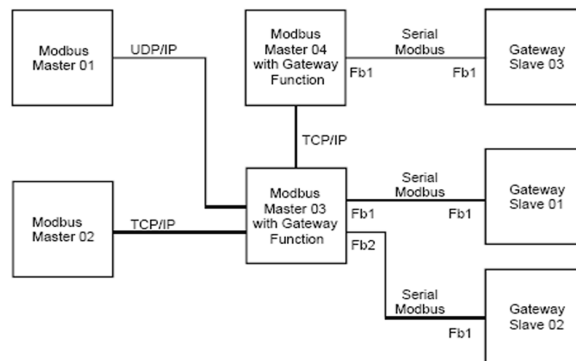 Modbus
Master 01
UDP/IP
Modbus
Master 04
with Gateway
Function
Fb1
Serial
Modbus
Fb1
Gateway
Slave 03
TCP/IP
Modbus
Master 02
TCP/IP
Modbus
Master 03
with Gateway
Function
Fb1
Fb2
Serial
Modbus
Fb1
Gateway
Slave 01
Serial
Modbus
Fb1
Gateway
Slave 02